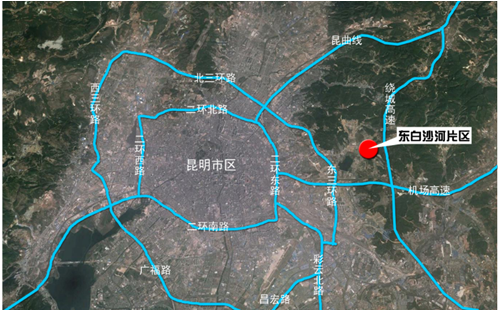 昆曲线
北三环路
西三环路
绕城高速
二环北路
东白沙河片区
二环西路
昆明市区
二环东路
东三环路
机场高速
二环南路
彩云北路
广福路
昌宏路